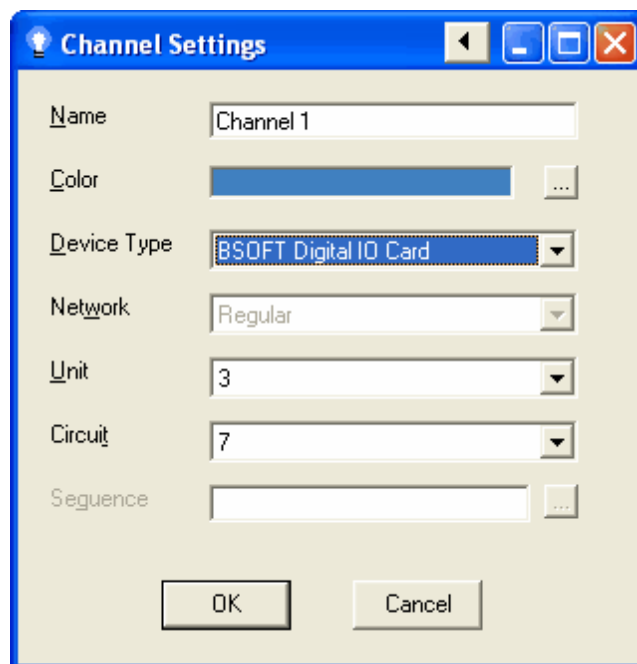 Channel Settings
Name
Channel 1
Color
...
Device Type
BSOFT Digital IO Card
Network
Regular
Unit
3
Circuit
7
Seguence
...
OK
Cancel